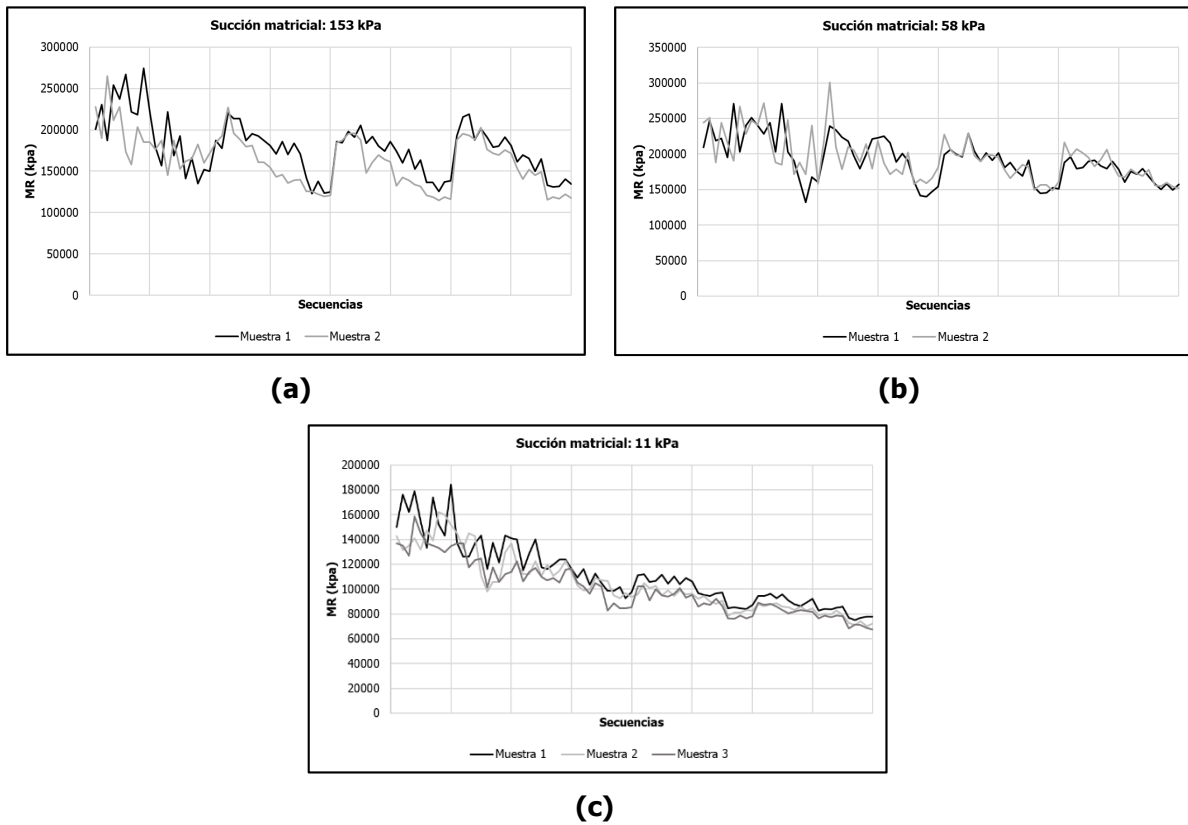 Succión matricial: 153 kPa
300000
250000
200000
150000
100000
50000
0
MR (kpa)
Secuencias
Muestra 1 Muestra 2
(a)
Succión matricial: 58 kPa
350000
300000
250000
200000
150000
100000
50000
0
MR (kpa)
Secuencias
Muestra 1 Muestra 2
(b)
Succión matricial: 11 kPa
200000
180000
160000
140000
120000
100000
80000
60000
40000
20000
0
MR (kpa)
Secuencias
Muestra 1 Muestra 2 Muestra 3
(c)